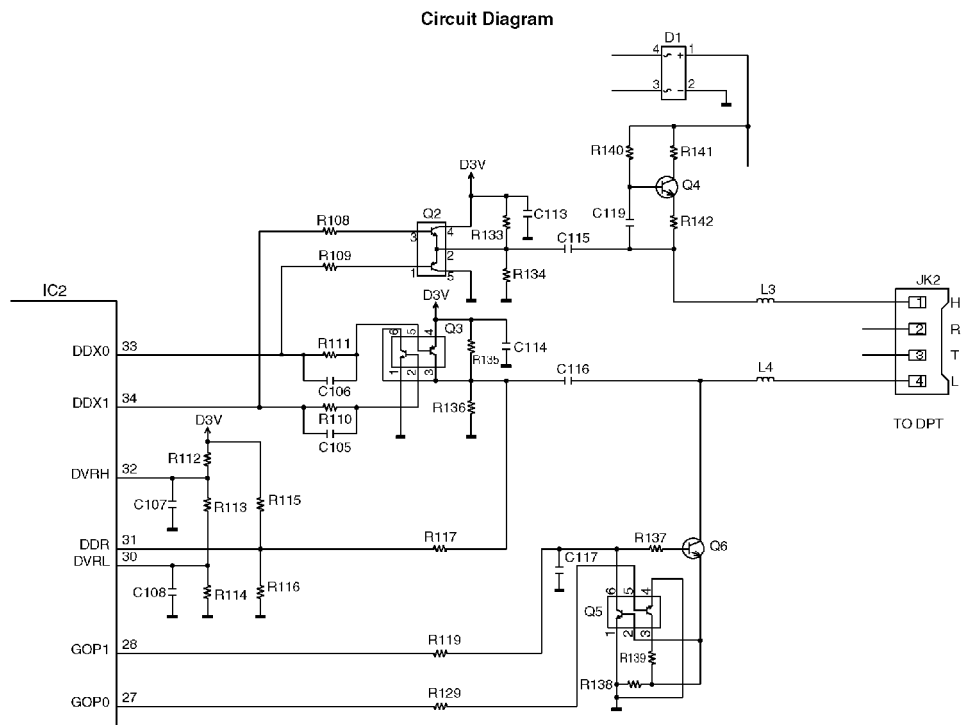 Circuit Diagram
D1
4 1
+
3 2
−
R140 R141
Q4
C119 R142
D3V
C113
R133
R134
C115
R108
R109
Q2
3 4
2
1 5
IC2
D3V
Q3
6 5 4
1 2 3
R135
R136
C114
C116
DDX0 33
R111
C106
DDX1 34
R110
C105
L3
L4
JK2
1 H
2 R
3 T
4 L
TO DPT
D3V
R112
DVRH 32
C107
R113
R115
DDR 31
DVRL 30
C108
R114
R116
R117
C117
R137
Q6
6 5 4
Q5
1 2 3
R139
R138
GOP1 28
R119
GOP0 27
R129